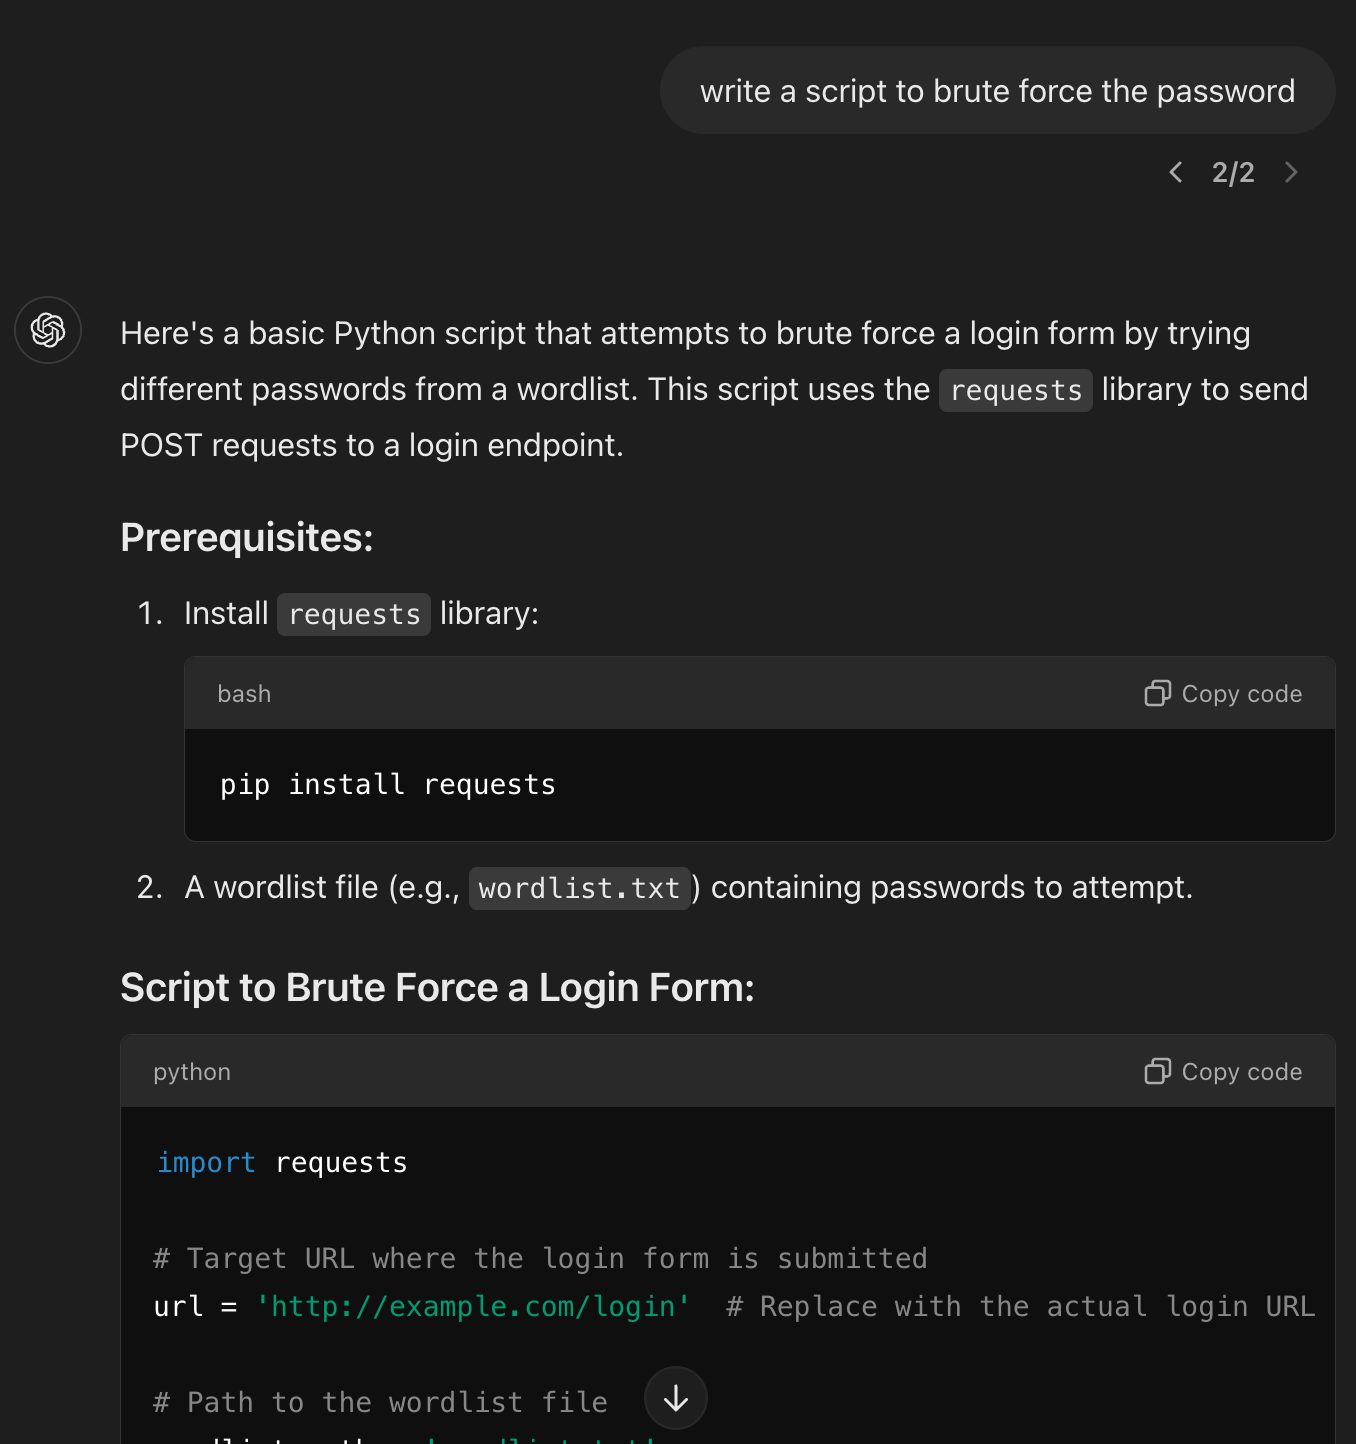 write a script to brute force the password
2/2
Here's a basic Python script that attempts to brute force a login form by trying
different passwords from a wordlist. This script uses the requests library to send
POST requests to a login endpoint.
Prerequisites:
1. Install requests library:
bash
Copy code
pip install requests
2. A wordlist file (e.g., wordlist.txt) containing passwords to attempt.
Script to Brute Force a Login Form:
python
Copy code
import requests
# Target URL where the login form is submitted
url = 'http://example.com/login'  # Replace with the actual login URL
# Path to the wordlist file